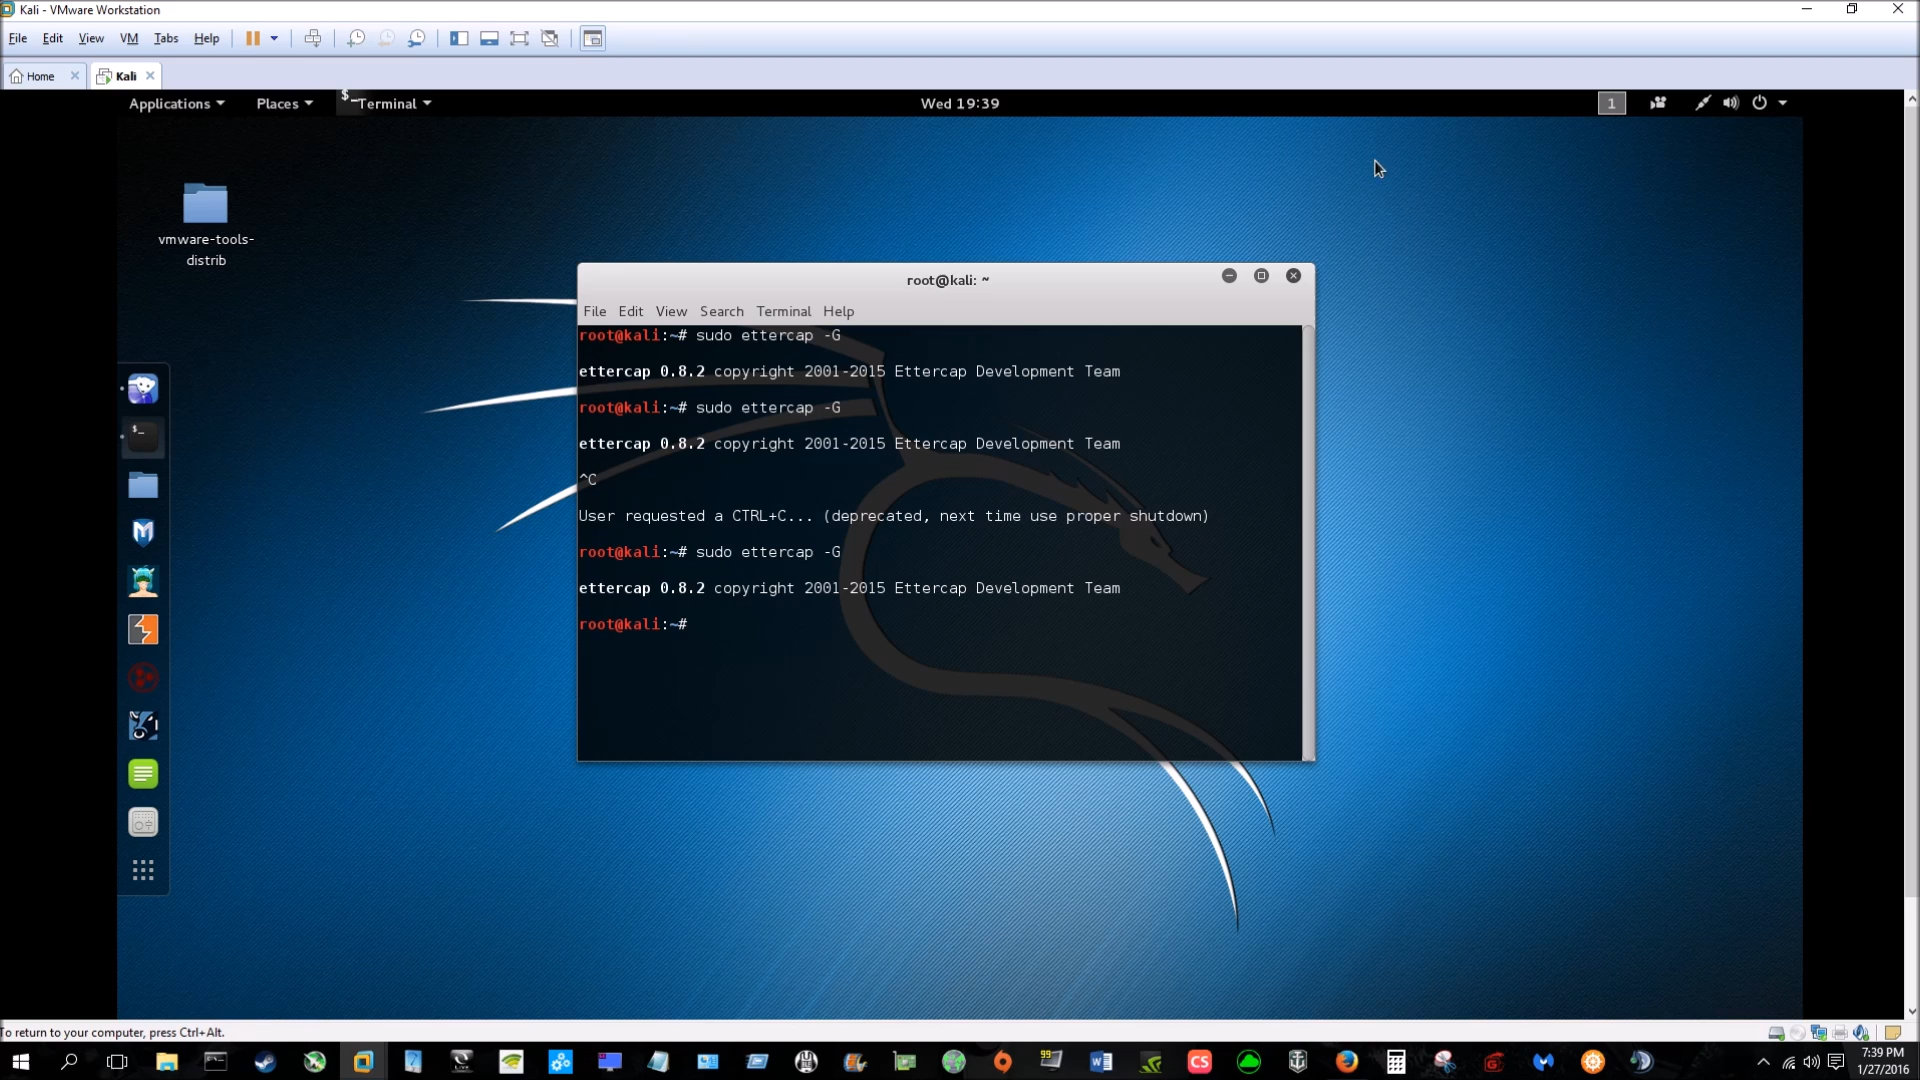 Kali - VMware Workstation
File Edit View VM Tabs Help
Home Kali
Applications Places $_ Terminal Wed 19:39 1
vmware-tools-
distrib
root@kali: ~
File Edit View Search Terminal Help
root@kali:~# sudo ettercap -G
ettercap 0.8.2 copyright 2001-2015 Ettercap Development Team
root@kali:~# sudo ettercap -G
ettercap 0.8.2 copyright 2001-2015 Ettercap Development Team
^C
User requested a CTRL+C... (deprecated, next time use proper shutdown)
root@kali:~# sudo ettercap -G
ettercap 0.8.2 copyright 2001-2015 Ettercap Development Team
root@kali:~#
$_
To return to your computer, press Ctrl+Alt.
99 CS 7:39 PM
1/27/2016